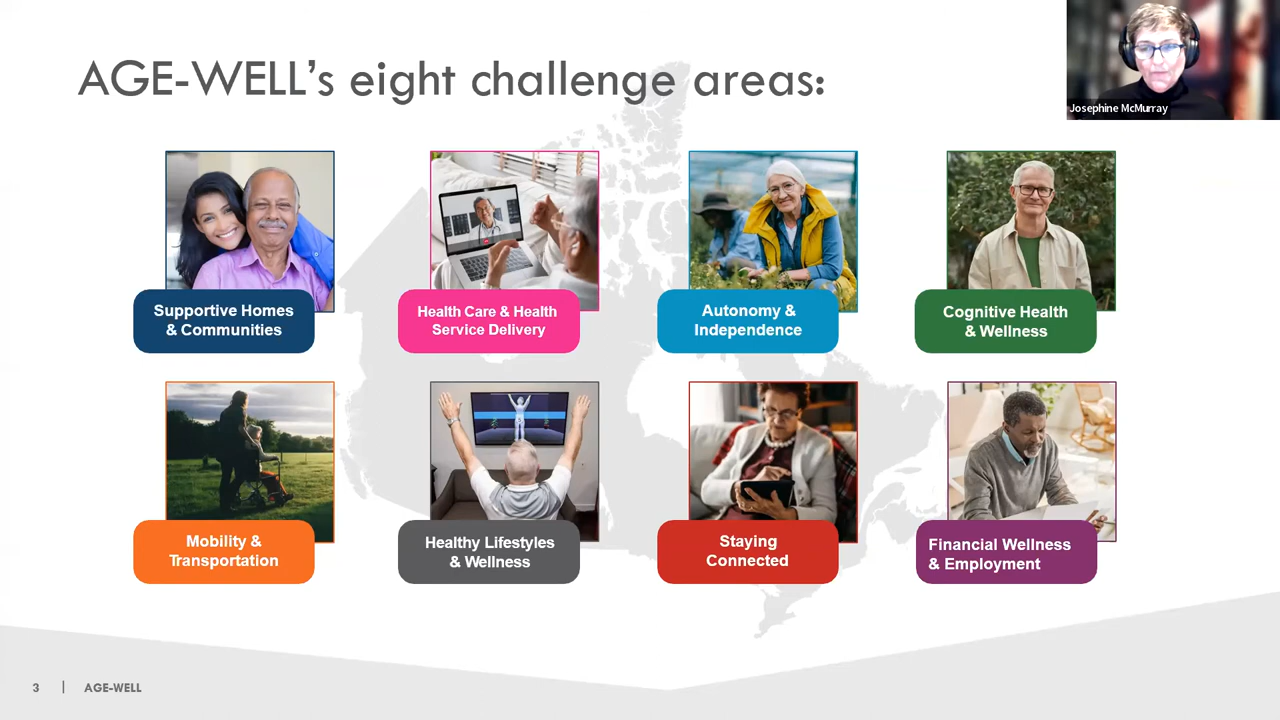 AGE-WELL's eight challenge areas:
Josephine McMurray
Supportive Homes
& Communities
Health Care & Health
Service Delivery
Autonomy &
Independence
Cognitive Health
& Wellness
Mobility &
Transportation
Healthy Lifestyles
& Wellness
Staying
Connected
Financial Wellness
& Employment
3 | AGE-WELL